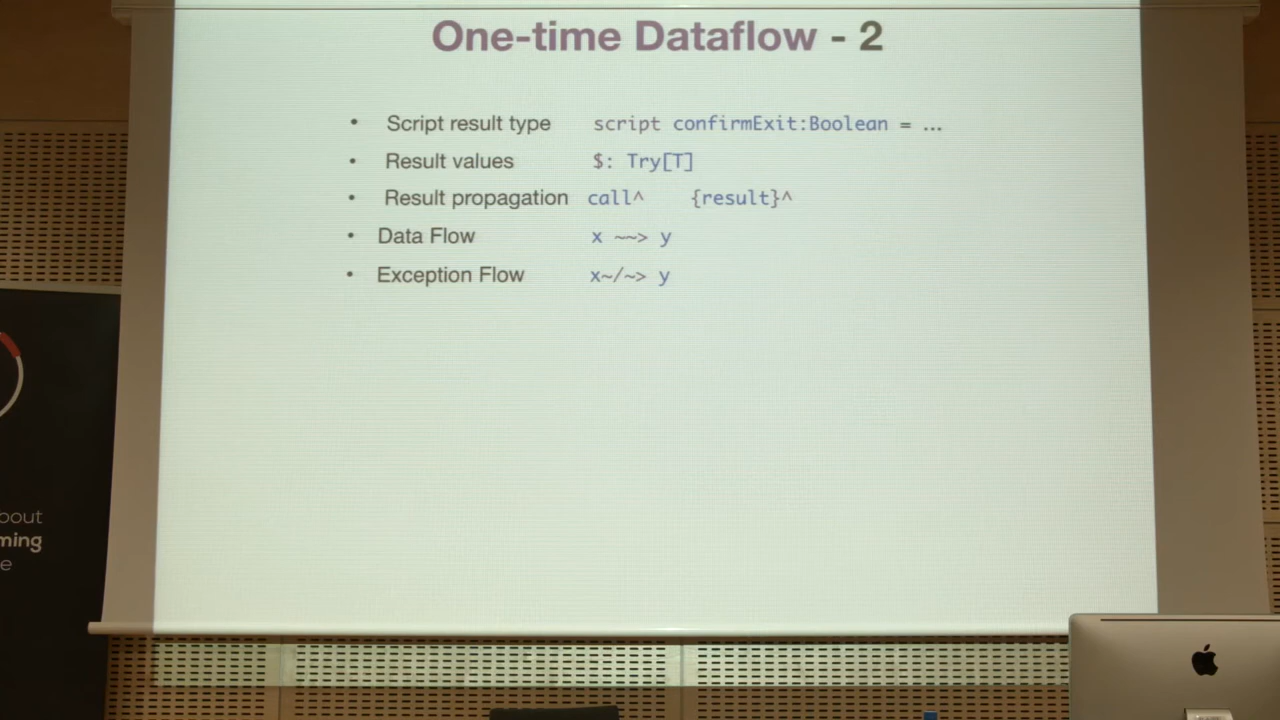 One-time Dataflow - 2
• Script result type script confirmExit:Boolean = ...
• Result values $: Try[T]
• Result propagation call^ {result}^
• Data Flow x ~~> y
• Exception Flow x~/~> y